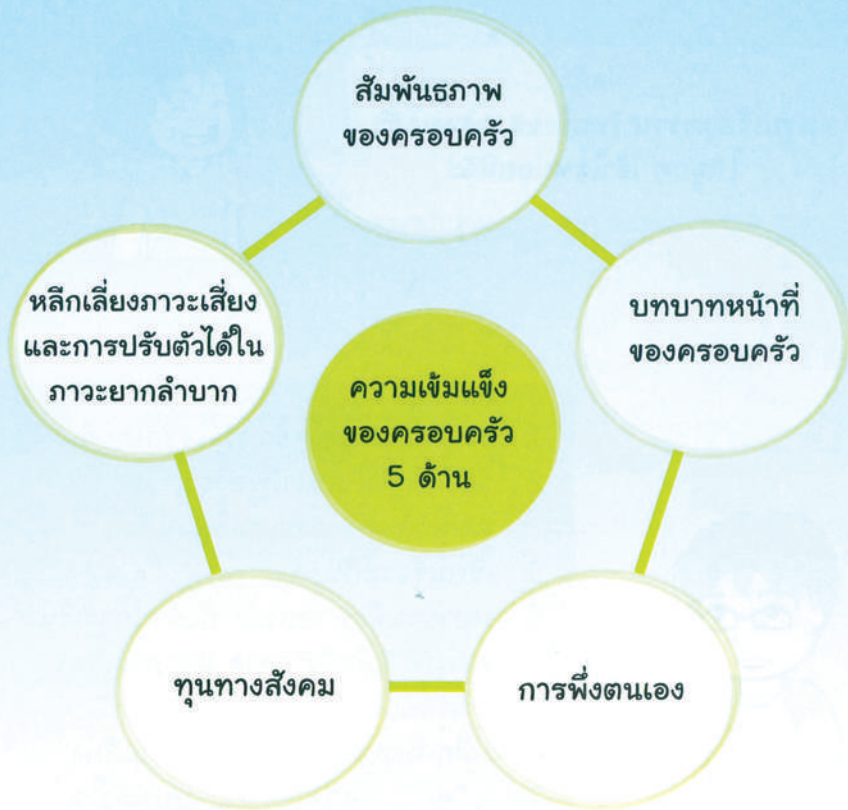 สัมพันธภาพ
ของครอบครัว
บทบาทหน้าที่
ของครอบครัว
การพึ่งตนเอง
ทุนทางสังคม
หลีกเลี่ยงภาวะเสี่ยง
และการปรับตัวได้ใน
ภาวะยากลำบาก
ความเข้มแข็ง
ของครอบครัว
5 ด้าน